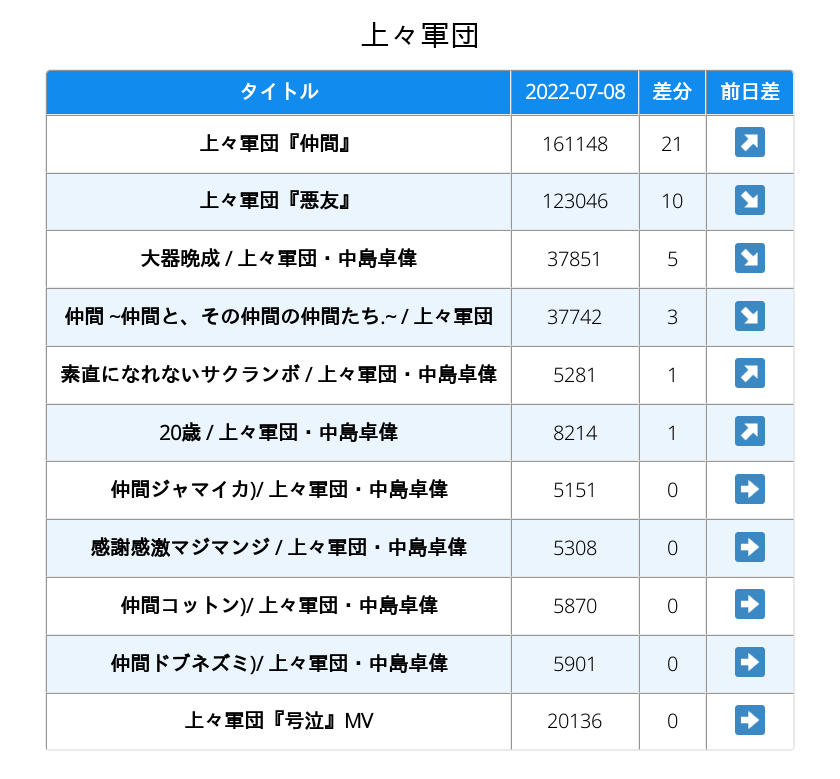 上々軍団
タイトル 2022-07-08 差分 前日差
上々軍団『仲間』 161148 21 ↗
上々軍団『悪友』 123046 10 ↘
大器晩成 / 上々軍団・中島卓偉 37851 5 ↘
仲間 ~仲間と、その仲間の仲間たち.~ / 上々軍団 37742 3 ↘
素直になれないサクランボ / 上々軍団・中島卓偉 5281 1 ↗
20歳 / 上々軍団・中島卓偉 8214 1 ↗
仲間ジャマイカ)/ 上々軍団・中島卓偉 5151 0 ➡
感謝感激マジマンジ / 上々軍団・中島卓偉 5308 0 ➡
仲間コットン)/ 上々軍団・中島卓偉 5870 0 ➡
仲間ドブネズミ)/ 上々軍団・中島卓偉 5901 0 ➡
上々軍団『号泣』MV 20136 0 ➡